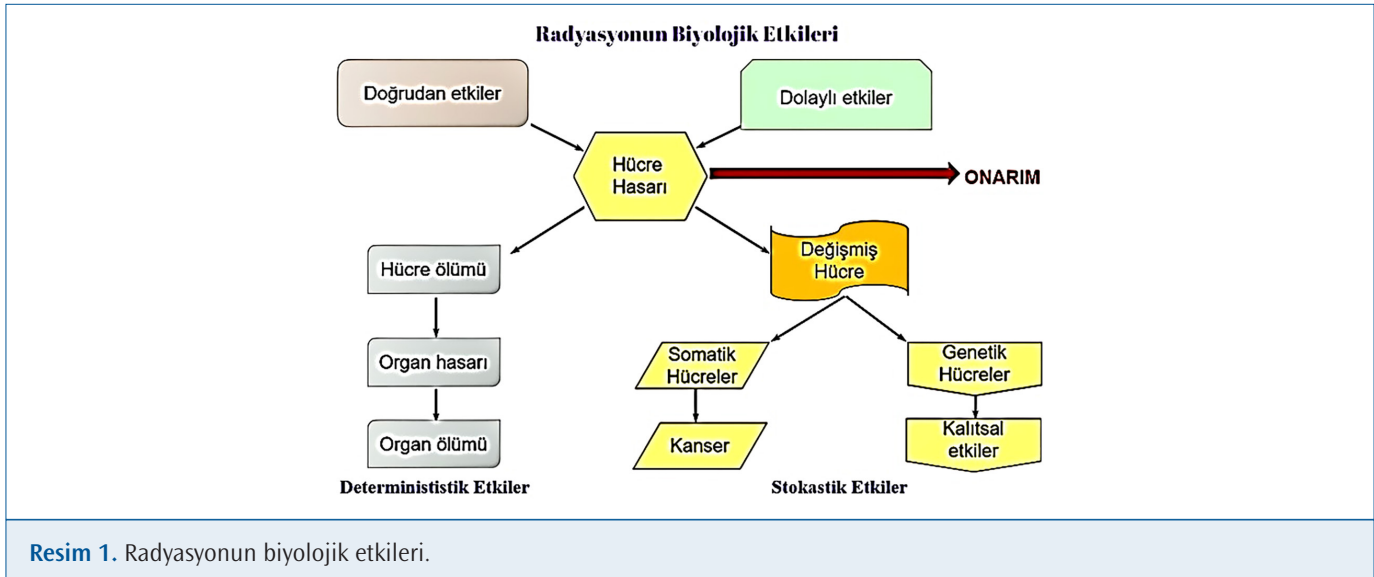 Radyasyonun Biyolojik Etkileri
Doğrudan etkiler
Dolaylı etkiler
Hücre
Hasarı
ONARIM
Hücre ölümü
Değişmiş
Hücre
Organ hasarı
Somatik
Hücreler
Genetik
Hücreler
Organ ölümü
Kanser
Kalıtsal
etkiler
Determinististik Etkiler
Stokastik Etkiler
Resim 1. Radyasyonun biyolojik etkileri.